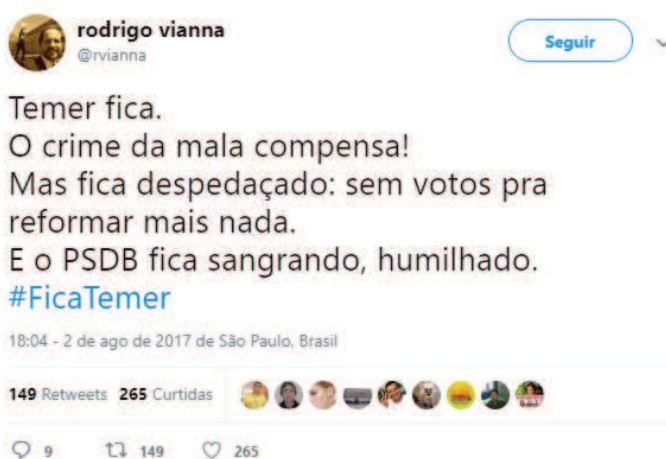 rodrigo vianna
@rvianna
Seguir
Temer fica.
O crime da mala compensa!
Mas fica despedaçado: sem votos pra
reformar mais nada.
E o PSDB fica sangrando, humilhado.
#FicaTemer
18:04 - 2 de ago de 2017 de São Paulo, Brasil
149 Retweets 265 Curtidas
9 149 265